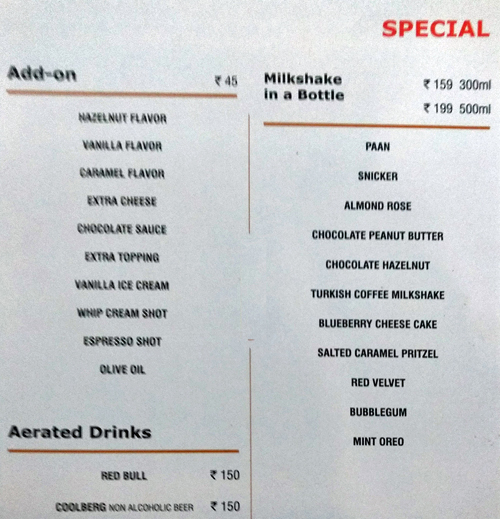 SPECIAL
Add-on ₹ 45
HAZELNUT FLAVOR
VANILLA FLAVOR
CARAMEL FLAVOR
EXTRA CHEESE
CHOCOLATE SAUCE
EXTRA TOPPING
VANILLA ICE CREAM
WHIP CREAM SHOT
ESPRESSO SHOT
OLIVE OIL
Aerated Drinks
RED BULL ₹ 150
COOLBERG NON ALCOHOLIC BEER ₹ 150
Milkshake ₹ 159 300ml
in a Bottle ₹ 199 500ml
PAAN
SNICKER
ALMOND ROSE
CHOCOLATE PEANUT BUTTER
CHOCOLATE HAZELNUT
TURKISH COFFEE MILKSHAKE
BLUEBERRY CHEESE CAKE
SALTED CARAMEL PRITZEL
RED VELVET
BUBBLEGUM
MINT OREO